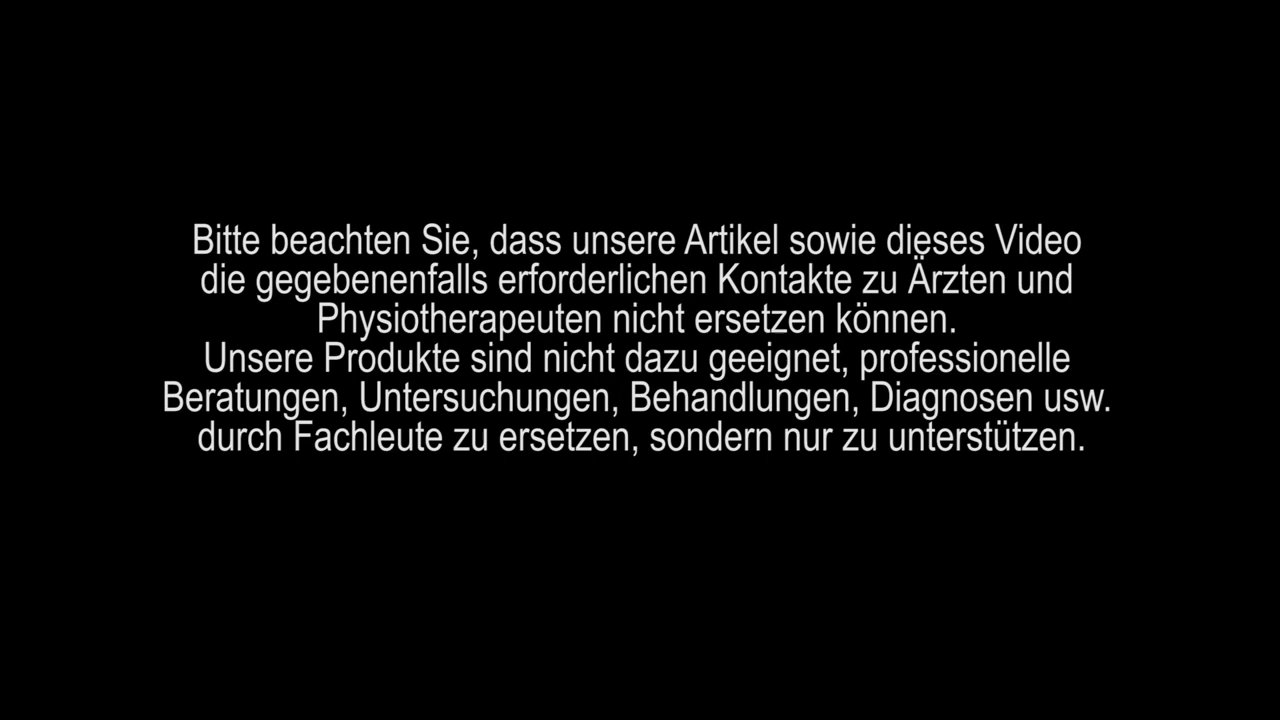 Bitte beachten Sie, dass unsere Artikel sowie dieses Video
die gegebenenfalls erforderlichen Kontakte zu Ärzten und
Physiotherapeuten nicht ersetzen können.
Unsere Produkte sind nicht dazu geeignet, professionelle
Beratungen, Untersuchungen, Behandlungen, Diagnosen usw.
durch Fachleute zu ersetzen, sondern nur zu unterstützen.